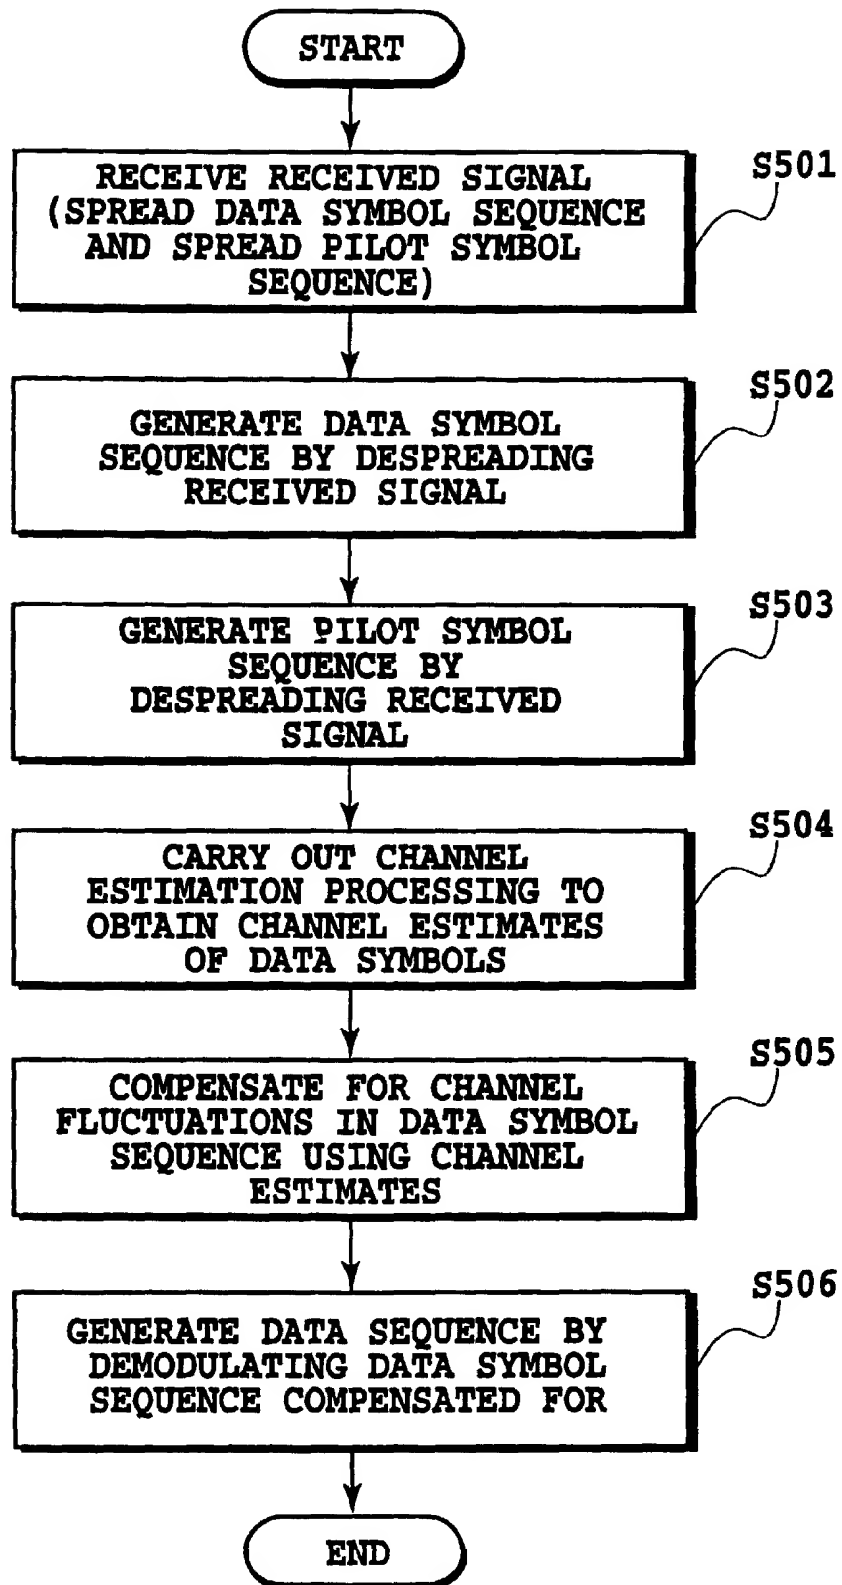 START
RECEIVE RECEIVED SIGNAL
(SPREAD DATA SYMBOL SEQUENCE
AND SPREAD PILOT SYMBOL
SEQUENCE)
S501
GENERATE DATA SYMBOL
SEQUENCE BY DESPREADING
RECEIVED SIGNAL
S502
GENERATE PILOT SYMBOL
SEQUENCE BY
DESPREADING RECEIVED
SIGNAL
S503
CARRY OUT CHANNEL
ESTIMATION PROCESSING TO
OBTAIN CHANNEL ESTIMATES
OF DATA SYMBOLS
S504
COMPENSATE FOR CHANNEL
FLUCTUATIONS IN DATA SYMBOL
SEQUENCE USING CHANNEL
ESTIMATES
S505
GENERATE DATA SEQUENCE BY
DEMODULATING DATA SYMBOL
SEQUENCE COMPENSATED FOR
S506
END